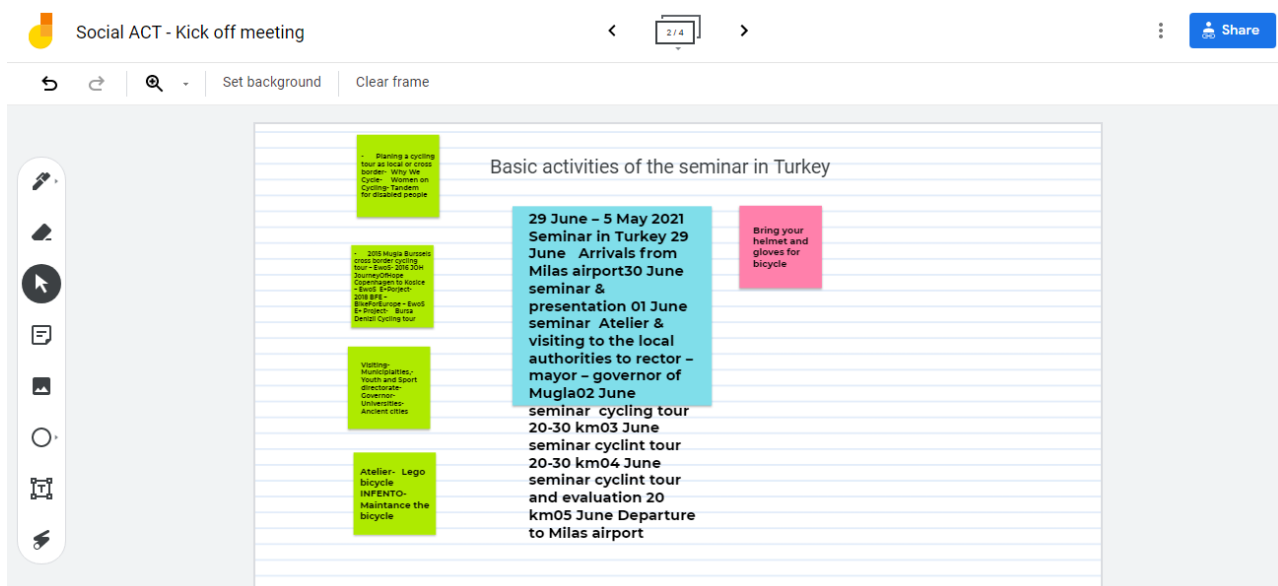 Social ACT - Kick off meeting
2 / 4
Share
Set background
Clear frame
Basic activities of the seminar in Turkey
- Planing a cycling
tour as local or cross
border- Why We
Cycle- Women on
Cycling- Tandem
for disabled people
- 2015 Mugla Burssels
cross border cycling
tour – EwoS- 2016 JOH
JourneyOfHope
Copenhagen to Kosice
– EwoS E+Porject-
2018 BFE –
BikeForEurope – EwoS
E+ Project- Bursa
Denizli Cycling tour
Visiting-
Municiplaities,-
Youth and Sport
directorate-
Governor-
Universities-
Ancient cities
Atelier- Lego
bicycle
INFENTO-
Maintance the
bicycle
29 June – 5 May 2021
Seminar in Turkey 29
June Arrivals from
Milas airport30 June
seminar &
presentation 01 June
seminar Atelier &
visiting to the local
authorities to rector –
mayor – governor of
Mugla02 June
seminar cycling tour
20-30 km03 June
seminar cyclint tour
20-30 km04 June
seminar cyclint tour
and evaluation 20
km05 June Departure
to Milas airport
Bring your
helmet and
gloves for
bicycle